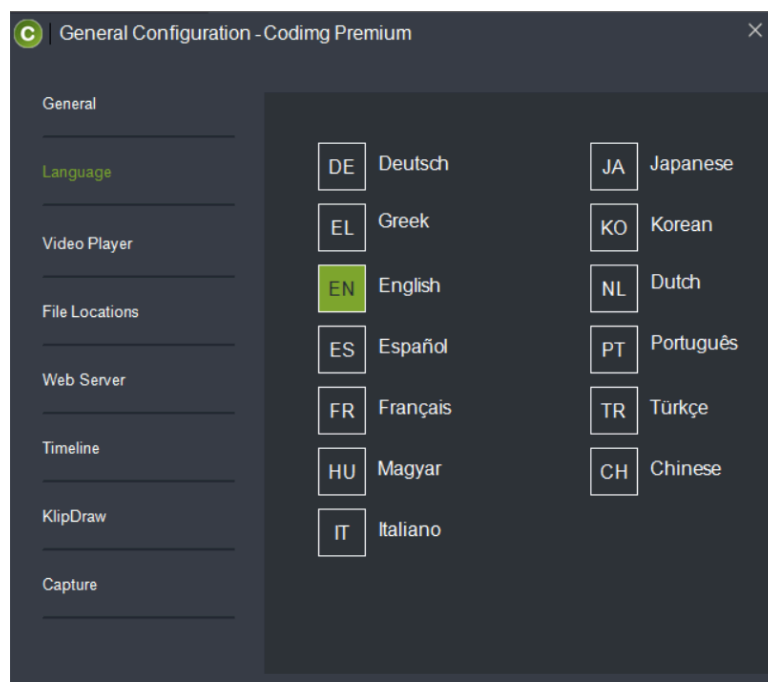 C General Configuration - Codimg Premium
General
Language
Video Player
File Locations
Web Server
Timeline
KlipDraw
Capture
DE Deutsch
EL Greek
EN English
ES Español
FR Français
HU Magyar
IT Italiano
JA Japanese
KO Korean
NL Dutch
PT Português
TR Türkçe
CH Chinese